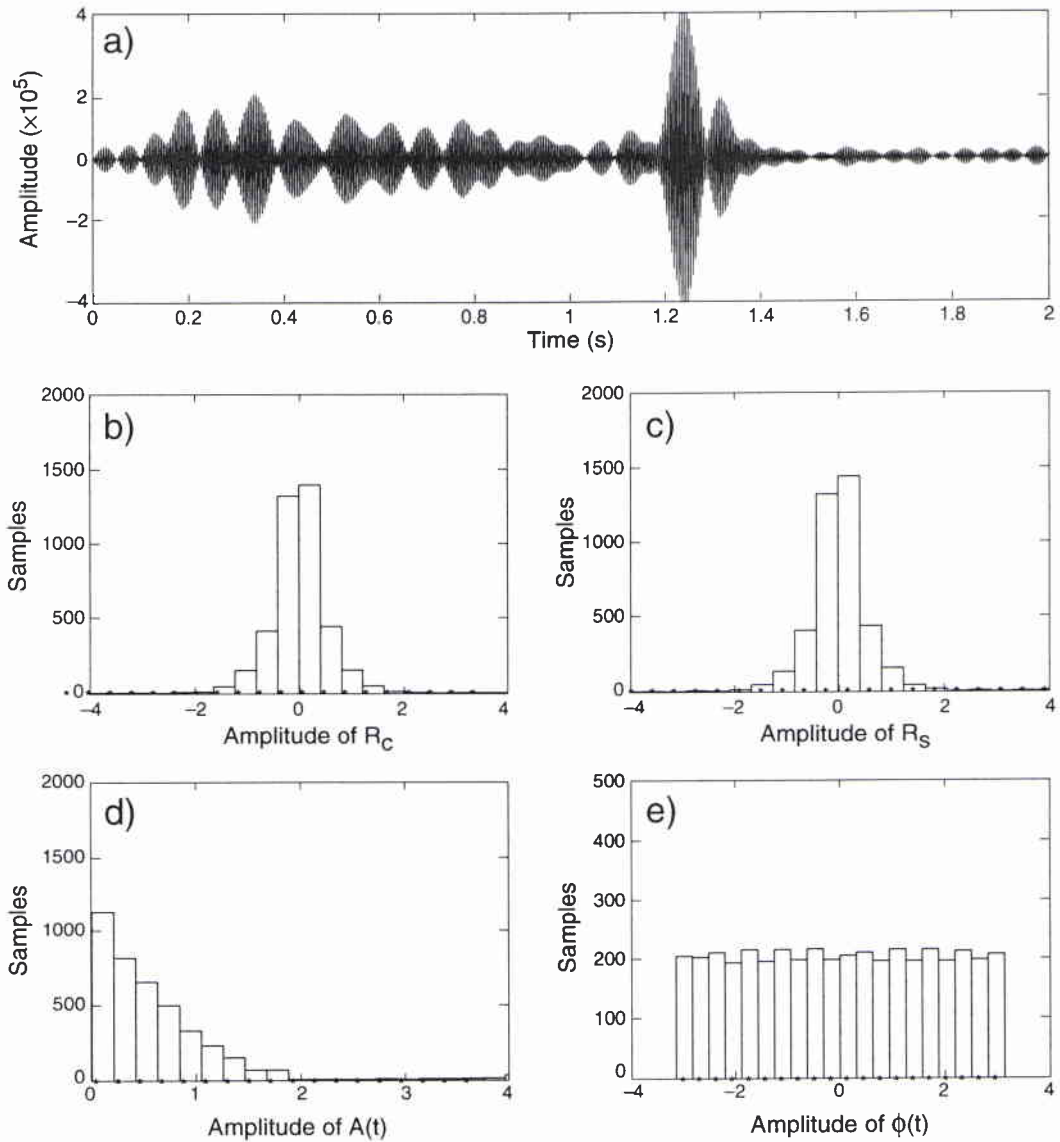 a)
Amplitude (×10⁵)
4
2
0
−2
−4
0 0.2 0.4 0.6 0.8 1 1.2 1.4 1.6 1.8 2
Time (s)
b)
Samples
2000
1500
1000
500
0
−4 −2 0 2 4
Amplitude of R_C
c)
Samples
2000
1500
1000
500
0
−4 −2 0 2 4
Amplitude of R_S
d)
Samples
2000
1500
1000
500
0
0 1 2 3 4
Amplitude of A(t)
e)
Samples
500
400
300
200
100
0
−4 −2 0 2 4
Amplitude of ϕ(t)